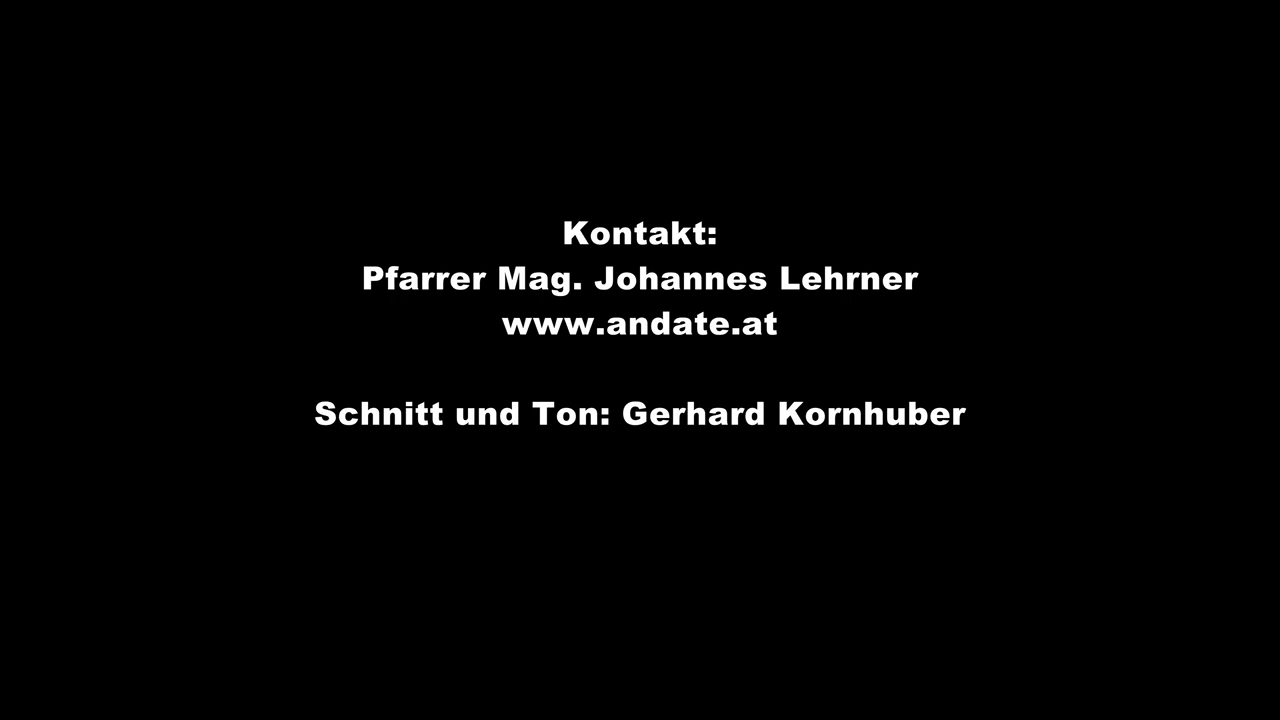 Kontakt:
Pfarrer Mag. Johannes Lehrner
www.andate.at
Schnitt und Ton: Gerhard Kornhuber